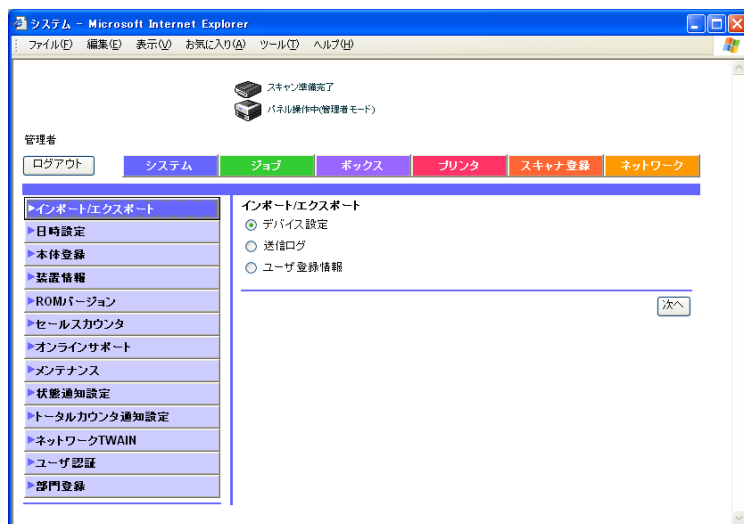 システム - Microsoft Internet Explorer
ファイル(F) 編集(E) 表示(V) お気に入り(A) ツール(T) ヘルプ(H)
スキャン準備完了
パネル操作中(管理者モード)
管理者
ログアウト システム ジョブ ボックス プリンタ スキャナ登録 ネットワーク
インポート/エクスポート
日時設定
本体登録
装置情報
ROMバージョン
セールスカウンタ
オンラインサポート
メンテナンス
状態通知設定
トータルカウンタ通知設定
ネットワークTWAIN
ユーザ認証
部門登録
インポート/エクスポート
デバイス設定
送信ログ
ユーザ登録情報
次へ